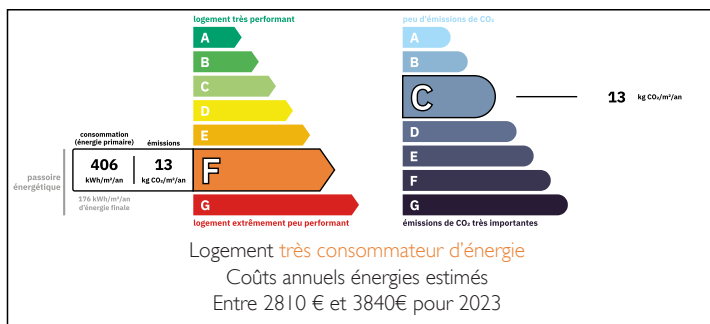 logement très performant
A
B
C
D
E
consommation
(énergie primaire)
émissions
passoire
énergétique
406
kWh/m²/an
13
kg CO₂/m²/an
F
176 kWh/m²/an
d'énergie finale
G
logement extrêmement peu performant
peu d'émissions de CO₂
A
B
C
13 kg CO₂/m²/an
D
E
F
G
émissions de CO₂ très importantes
Logement très consommateur d'énergie
Coûts annuels énergies estimés
Entre 2810 € et 3840€ pour 2023